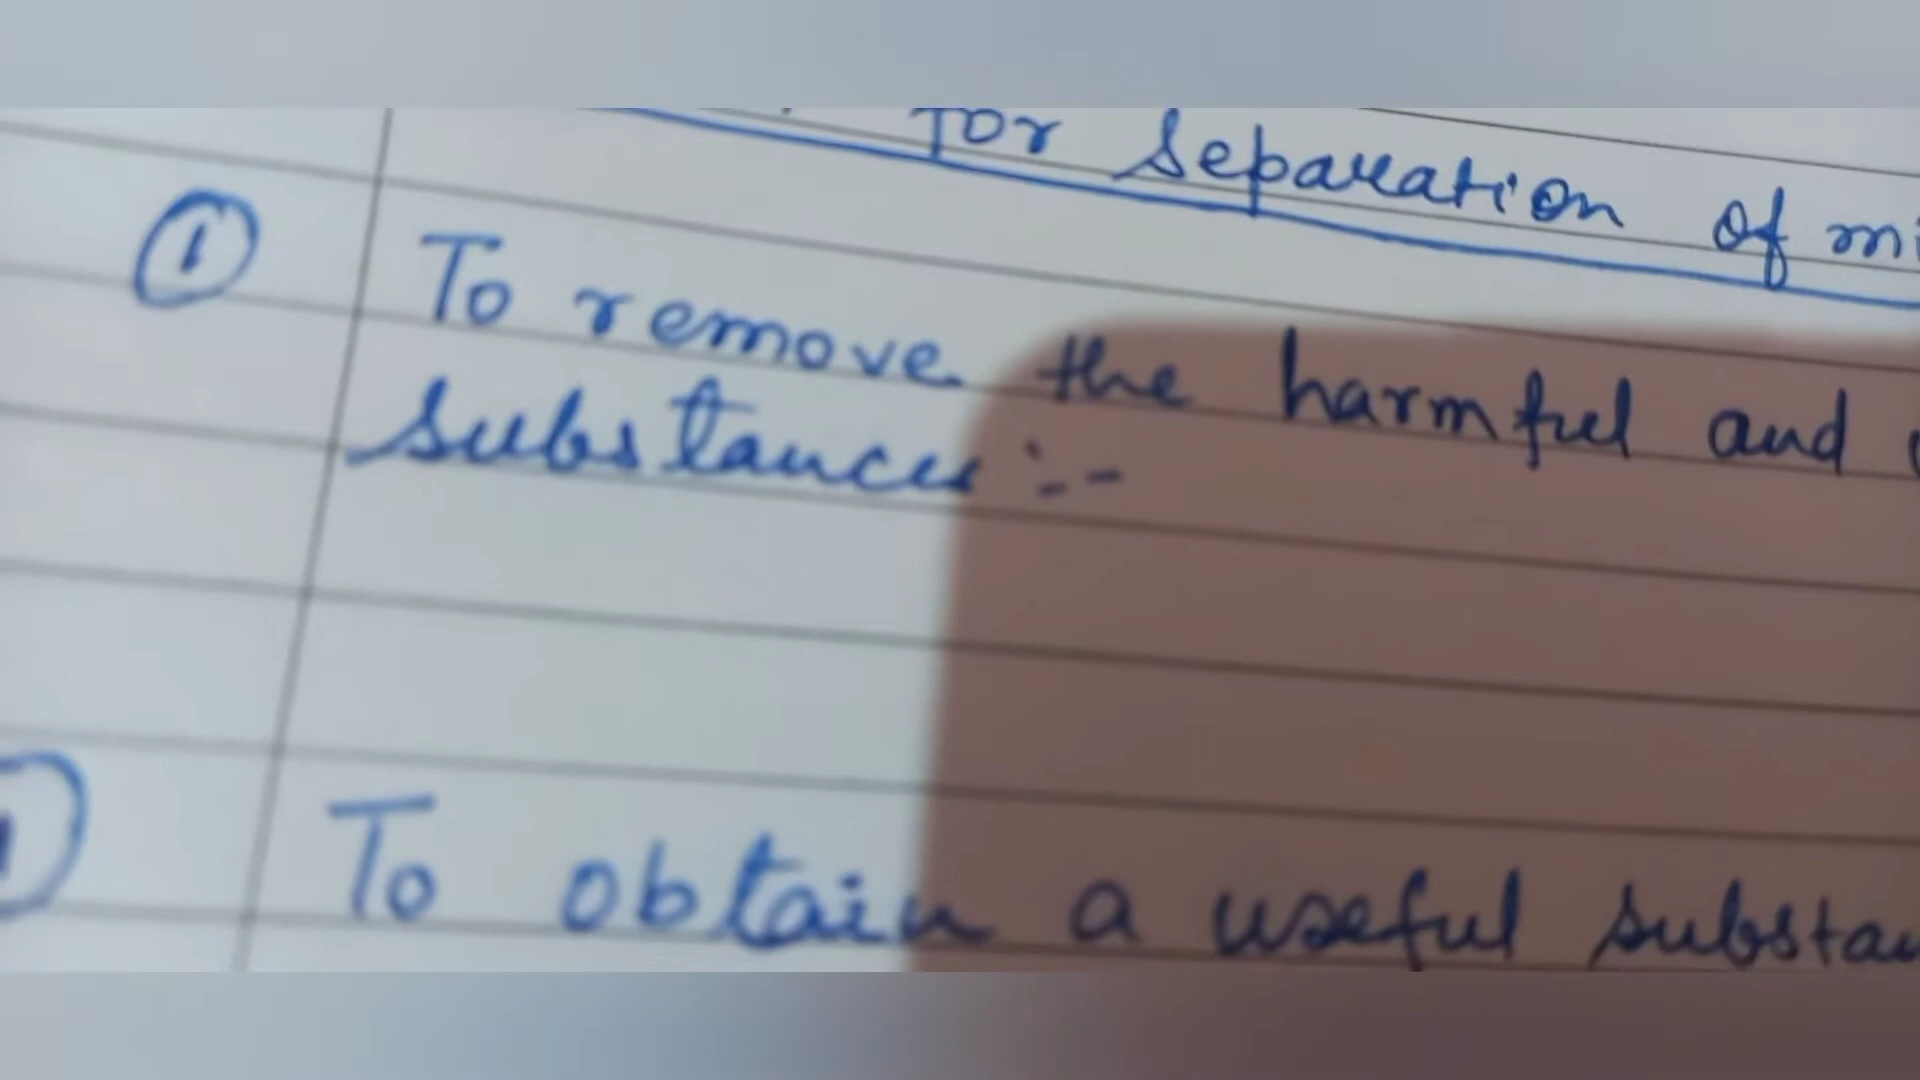 for Separation of
① To remove the harmful and
substances :-
To obtain a useful